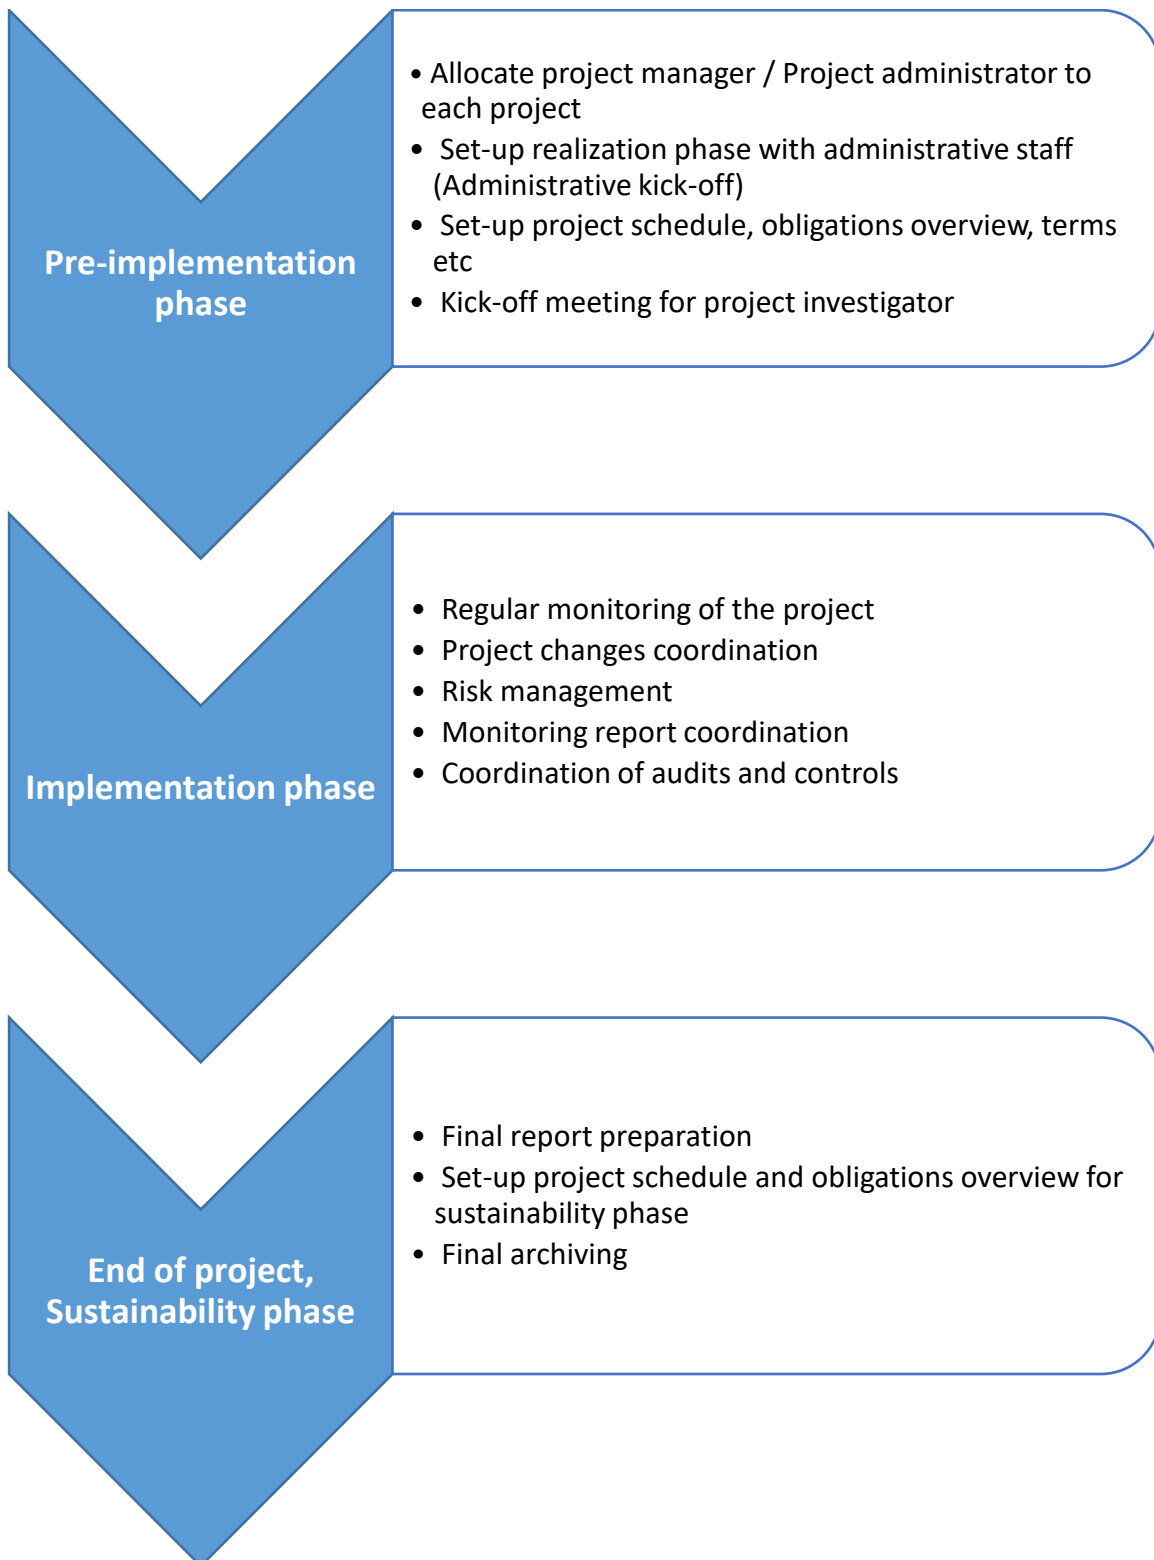 Pre-implementation
phase
• Allocate project manager / Project administrator to
each project
• Set-up realization phase with administrative staff
(Administrative kick-off)
• Set-up project schedule, obligations overview, terms
etc
• Kick-off meeting for project investigator
Implementation phase
• Regular monitoring of the project
• Project changes coordination
• Risk management
• Monitoring report coordination
• Coordination of audits and controls
End of project,
Sustainability phase
• Final report preparation
• Set-up project schedule and obligations overview for
sustainability phase
• Final archiving